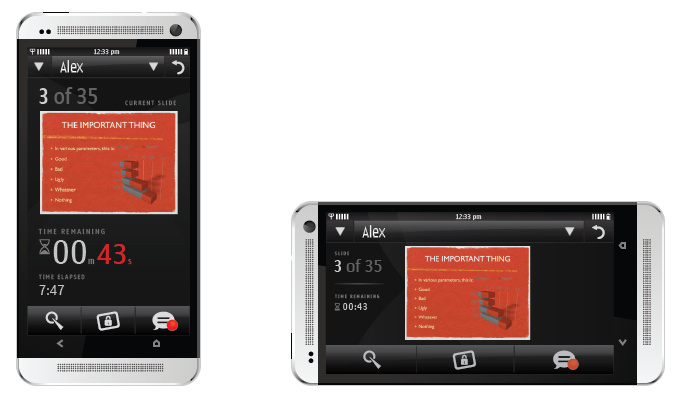 12:33 pm
Alex
3 of 35
CURRENT SLIDE
THE IMPORTANT THING
In various parameters, this is:
Good
Bad
Ugly
Whatever
Nothing
TIME REMAINING
00m 43s
TIME ELAPSED
7:47
12:33 pm
Alex
SLIDE
3 of 35
TIME REMAINING
00:43
THE IMPORTANT THING
In various parameters, this is:
Good
Bad
Ugly
Whatever
Nothing